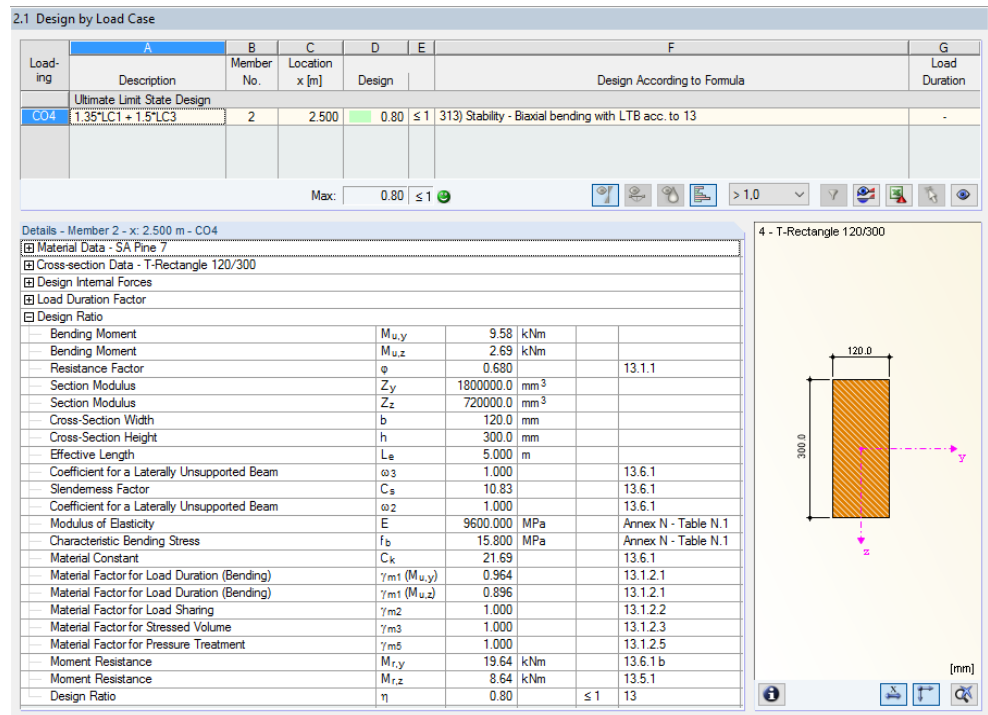 2.1 Design by Load Case
A B C D E F G
Load- Member Location Load
ing Description No. x [m] Design Design According to Formula Duration
Ultimate Limit State Design
CO4 1.35*LC1 + 1.5*LC3 2 2.500 0.80 ≤ 1 313) Stability - Biaxial bending with LTB acc. to 13 -
Max: 0.80 ≤ 1 > 1,0
Details - Member 2 - x: 2.500 m - CO4
Material Data - SA Pine 7
Cross-section Data - T-Rectangle 120/300
Design Internal Forces
Load Duration Factor
Design Ratio
Bending Moment Mu,y 9.58 kNm
Bending Moment Mu,z 2.69 kNm
Resistance Factor φ 0.680 13.1.1
Section Modulus Zy 1800000.0 mm3
Section Modulus Zz 720000.0 mm3
Cross-Section Width b 120.0 mm
Cross-Section Height h 300.0 mm
Effective Length Le 5.000 m
Coefficient for a Laterally Unsupported Beam ω3 1.000 13.6.1
Slenderness Factor Cs 10.83 13.6.1
Coefficient for a Laterally Unsupported Beam ω2 1.000 13.6.1
Modulus of Elasticity E 9600.000 MPa Annex N - Table N.1
Characteristic Bending Stress fb 15.800 MPa Annex N - Table N.1
Material Constant Ck 21.69 13.6.1
Material Factor for Load Duration (Bending) γm1 (Mu,y) 0.964 13.1.2.1
Material Factor for Load Duration (Bending) γm1 (Mu,z) 0.896 13.1.2.1
Material Factor for Load Sharing γm2 1.000 13.1.2.2
Material Factor for Stressed Volume γm3 1.000 13.1.2.3
Material Factor for Pressure Treatment γm5 1.000 13.1.2.5
Moment Resistance Mr,y 19.64 kNm 13.6.1 b
Moment Resistance Mr,z 8.64 kNm 13.5.1
Design Ratio η 0.80 ≤ 1 13
4 - T-Rectangle 120/300
120.0
300.0
y
z
[mm]